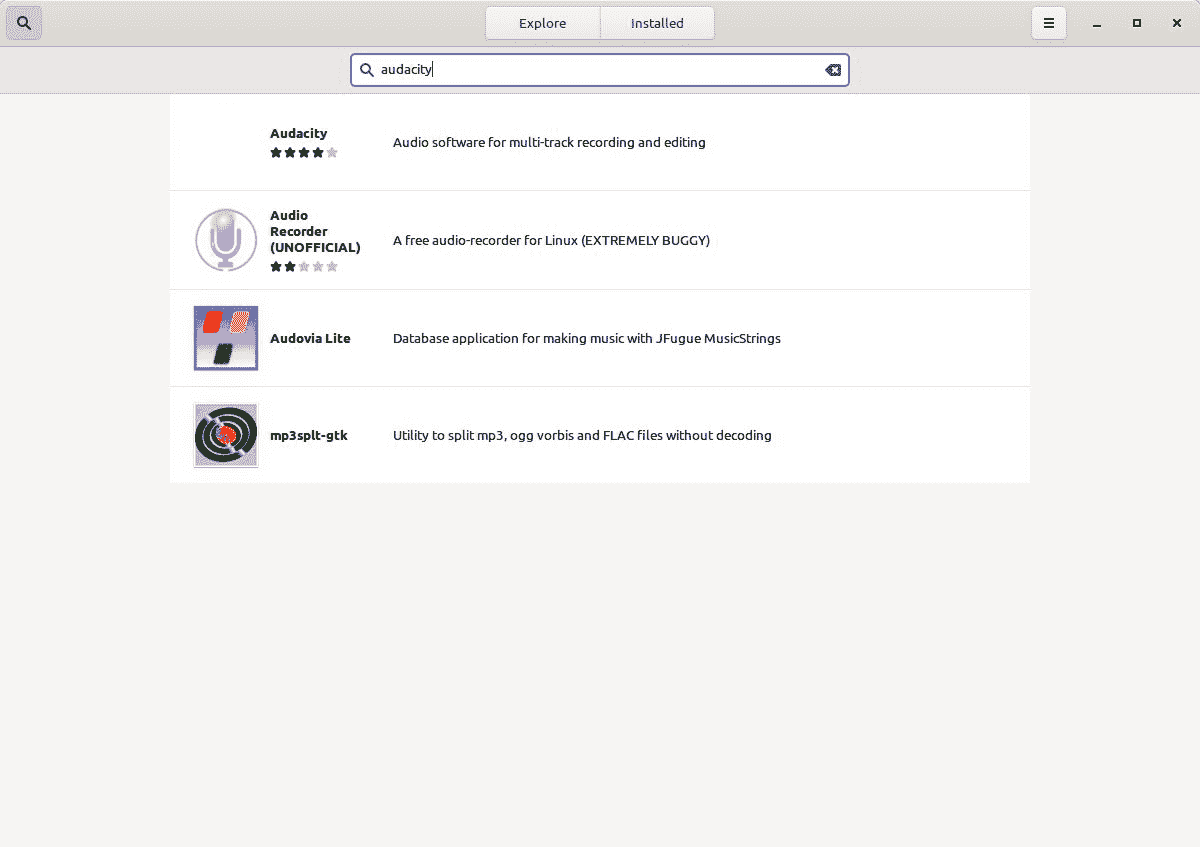 Explore Installed
audacity
Audacity
Audio software for multi-track recording and editing
Audio
Recorder
(UNOFFICIAL)
A free audio-recorder for Linux (EXTREMELY BUGGY)
Audovia Lite
Database application for making music with JFugue MusicStrings
mp3splt-gtk
Utility to split mp3, ogg vorbis and FLAC files without decoding